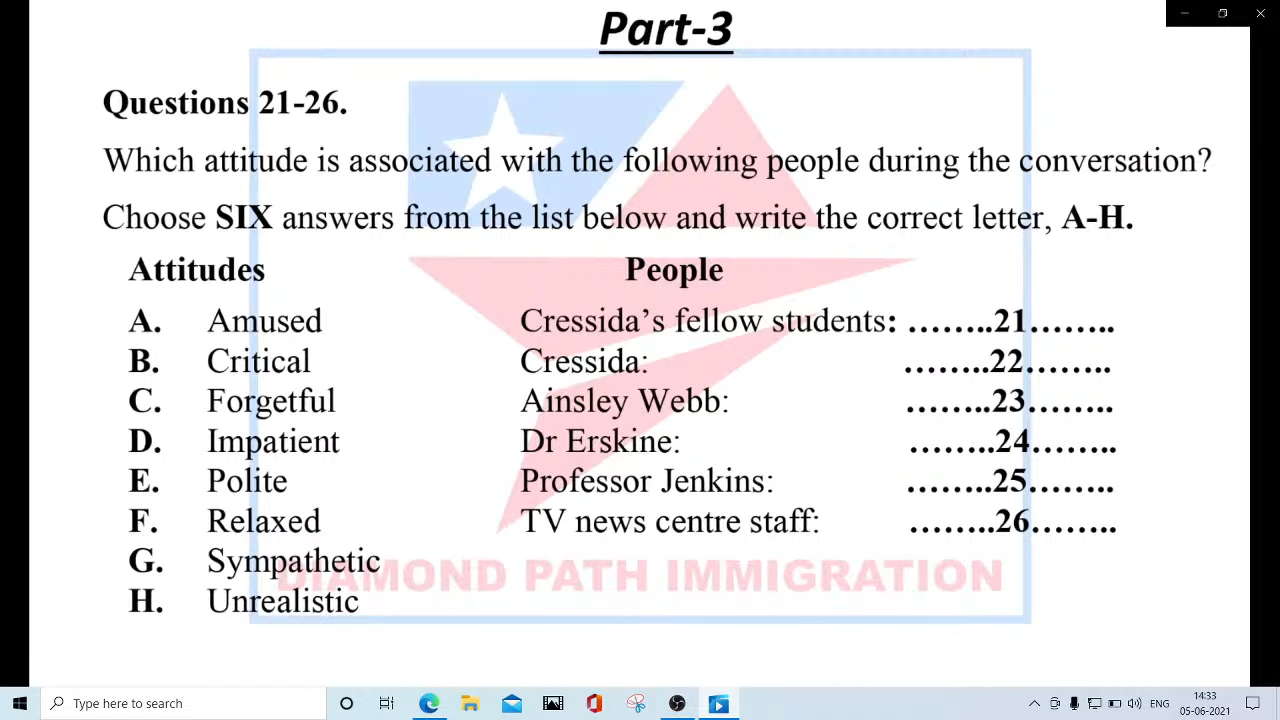 Part-3
Questions 21-26.
Which attitude is associated with the following people during the conversation?
Choose SIX answers from the list below and write the correct letter, A-H.
Attitudes People
A. Amused Cressida's fellow students: ……..21……..
B. Critical Cressida: ……..22……..
C. Forgetful Ainsley Webb: ……..23……..
D. Impatient Dr Erskine: ……..24……..
E. Polite Professor Jenkins: ……..25……..
F. Relaxed TV news centre staff: ……..26……..
G. Sympathetic
DIAMOND PATH IMMIGRATION
H. Unrealistic
Type here to search
ENG
14:33
05-06-2021